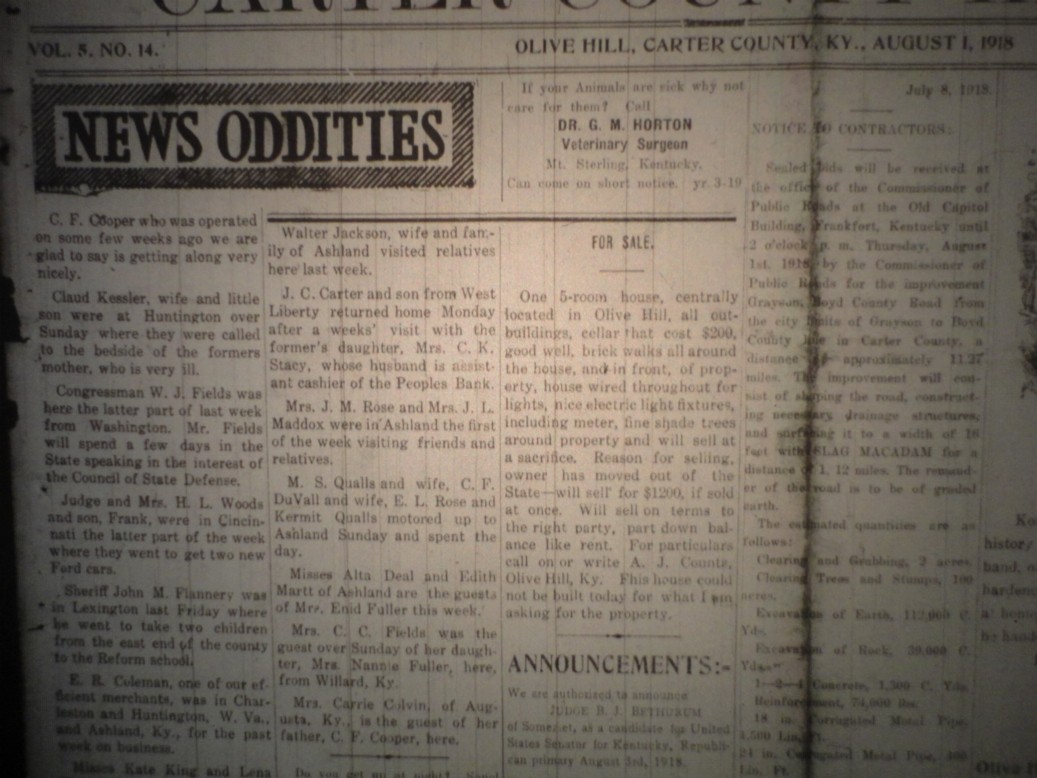 CARTER COUNTY
VOL. 5. NO. 14.
OLIVE HILL, CARTER COUNTY, KY., AUGUST 1, 1918
NEWS ODDITIES
C. F. Cooper who was operated
on some few weeks ago we are
glad to say is getting along very
nicely.
Claud Kessler, wife and little
son were at Huntington over
Sunday where they were called
to the bedside of the formers
mother, who is very ill.
Congressman W. J. Fields was
here the latter part of last week
from Washington. Mr. Fields
will spend a few days in the
State speaking in the interest of
the Council of State Defense.
Judge and Mrs. H. L. Woods
and son, Frank, were in Cincin-
nati the latter part of the week
where they went to get two new
Ford cars.
Sheriff John M. Flannery was
in Lexington last Friday where
he went to take two children
from the east end of the county
to the Reform school.
E. R. Coleman, one of our ef-
ficient merchants, was in Char-
leston and Huntington, W. Va.,
and Ashland, Ky., for the past
week on business.
Misses Kate King and Lena
Walter Jackson, wife and fam-
ily of Ashland visited relatives
here last week.
J. C. Carter and son from West
Liberty returned home Monday
after a weeks' visit with the
former's daughter, Mrs. C. K.
Stacy, whose husband is assist-
ant cashier of the Peoples Bank.
Mrs. J. M. Rose and Mrs. J. L.
Maddox were in Ashland the first
of the week visiting friends and
relatives.
M. S. Qualls and wife, C. F.
DuVall and wife, E. L. Rose and
Kermit Qualls motored up to
Ashland Sunday and spent the
day.
Misses Alta Deal and Edith
Martt of Ashland are the guests
of Mrs. Enid Fuller this week.
Mrs. C. C. Fields was the
guest over Sunday of her daugh-
ter, Mrs. Nannie Fuller, here,
from Willard, Ky.
Mrs. Carrie Colvin, of Aug-
usta, Ky., is the guest of her
father, C. F. Cooper, here.
If your Animals are sick why not
care for them? Call
DR. G. M. HORTON
Veterinary Surgeon
Mt. Sterling, Kentucky.
Can come on short notice. yr. 3-19
FOR SALE.
One 5-room house, centrally
located in Olive Hill, all out-
buildings, cellar that cost $200,
good well, brick walks all around
the house, and in front, of prop-
erty, house wired throughout for
lights, nice electric light fixtures,
including meter, fine shade trees
around property and will sell at
a sacrifice. Reason for selling,
owner has moved out of the
State—will sell for $1200, if sold
at once. Will sell on terms to
the right party, part down bal-
ance like rent. For particulars
call on or write A. J. Counts,
Olive Hill, Ky. Fhis house could
not be built today for what I am
asking for the property.
ANNOUNCEMENTS:-
We are authorized to announce
JUDGE B. J. BETHURUM
of Somerset, as a candidate for United
States Senator for Kentucky, Republi-
can primary August 3rd, 1918.
July 8, 1918.
NOTICE TO CONTRACTORS:
Sealed bids will be received at
the office of the Commissioner of
Public Roads at the Old Capitol
Building, Frankfort, Kentucky until
2 o'clock p. m. Thursday, August
1st, 1918, by the Commissioner of
Public Roads for the improvement
Grayson, Boyd County Road from
the city limits of Grayson to Boyd
County line in Carter County, a
distance of approximately 11.27
miles. The improvement will con-
sist of shaping the road, construct-
ing necessary drainage structures,
and surfacing it to a width of 16
feet with SLAG MACADAM for a
distance of 1. 12 miles. The remaind-
er of the road is to be of graded
earth.
The estimated quantities are as
follows:
Clearing and Grubbing, 2 acres.
Clearing Trees and Stumps, 100
acres.
Excavation of Earth, 112,000 C.
Yds.
Excavation of Rock, 39,000 C.
Yds.
Concrete, 1,500 C. Yds.
Reinforcement, 74,000 lbs.
18 in. Corrugated Metal Pipe,
Lin. Ft.
24 in. Corrugated Metal Pipe,
Lin. Ft.
history
hand, o